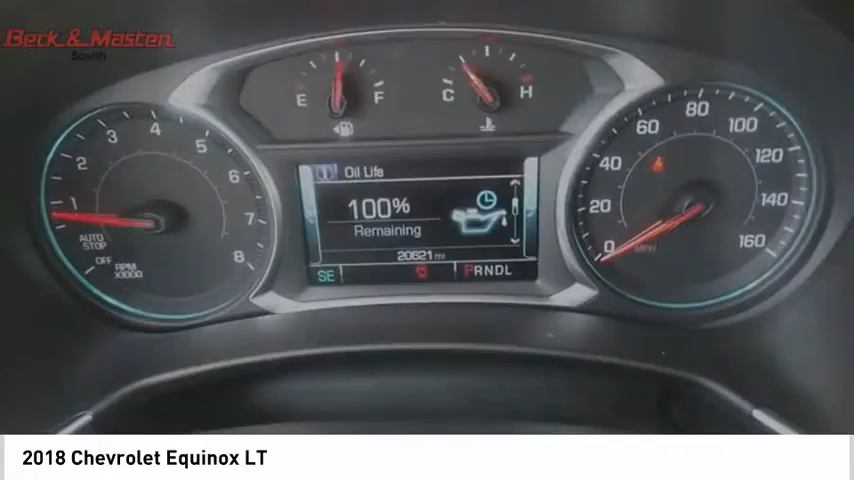 Beck & Masten
South
E F
C H
1 2 3 4 5 6 7 8
AUTO
STOP
OFF
RPM
X1000
Oil Life
100%
Remaining
20621 mi
SE
PRNDL
0 20 40 60 80 100 120 140 160
MPH
2018 Chevrolet Equinox LT